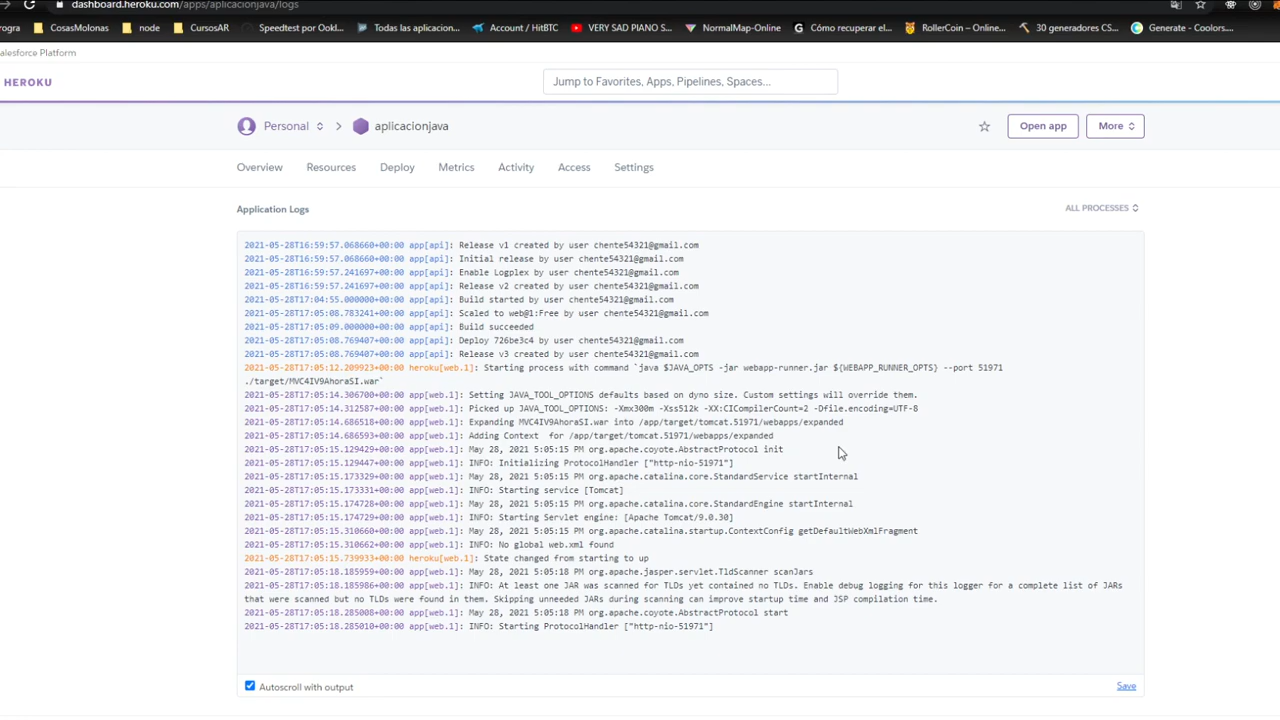 dashboard.heroku.com/apps/aplicacionjava/logs
rogra CosasMolonas node CursosAR Speedtest por Ookl... Todas las aplicacion... Account / HitBTC VERY SAD PIANO S... NormalMap-Online Cómo recuperar el... RollerCoin – Online... 30 generadores CS... Generate - Coolors....
alesforce Platform
HEROKU
Jump to Favorites, Apps, Pipelines, Spaces...
Personal aplicacionjava Open app More
Overview Resources Deploy Metrics Activity Access Settings
Application Logs ALL PROCESSES
2021-05-28T16:59:57.068660+00:00 app[api]: Release v1 created by user chente54321@gmail.com
2021-05-28T16:59:57.068660+00:00 app[api]: Initial release by user chente54321@gmail.com
2021-05-28T16:59:57.241697+00:00 app[api]: Enable Logplex by user chente54321@gmail.com
2021-05-28T16:59:57.241697+00:00 app[api]: Release v2 created by user chente54321@gmail.com
2021-05-28T17:04:55.000000+00:00 app[api]: Build started by user chente54321@gmail.com
2021-05-28T17:05:08.783241+00:00 app[api]: Scaled to web@1:Free by user chente54321@gmail.com
2021-05-28T17:05:09.000000+00:00 app[api]: Build succeeded
2021-05-28T17:05:08.769407+00:00 app[api]: Deploy 726be3c4 by user chente54321@gmail.com
2021-05-28T17:05:08.769407+00:00 app[api]: Release v3 created by user chente54321@gmail.com
2021-05-28T17:05:12.209923+00:00 heroku[web.1]: Starting process with command `java $JAVA_OPTS -jar webapp-runner.jar ${WEBAPP_RUNNER_OPTS} --port 51971
./target/MVC4IV9AhoraSI.war`
2021-05-28T17:05:14.306700+00:00 app[web.1]: Setting JAVA_TOOL_OPTIONS defaults based on dyno size. Custom settings will override them.
2021-05-28T17:05:14.312587+00:00 app[web.1]: Picked up JAVA_TOOL_OPTIONS: -Xmx300m -Xss512k -XX:CICompilerCount=2 -Dfile.encoding=UTF-8
2021-05-28T17:05:14.686518+00:00 app[web.1]: Expanding MVC4IV9AhoraSI.war into /app/target/tomcat.51971/webapps/expanded
2021-05-28T17:05:14.686593+00:00 app[web.1]: Adding Context  for /app/target/tomcat.51971/webapps/expanded
2021-05-28T17:05:15.129429+00:00 app[web.1]: May 28, 2021 5:05:15 PM org.apache.coyote.AbstractProtocol init
2021-05-28T17:05:15.129447+00:00 app[web.1]: INFO: Initializing ProtocolHandler ["http-nio-51971"]
2021-05-28T17:05:15.173329+00:00 app[web.1]: May 28, 2021 5:05:15 PM org.apache.catalina.core.StandardService startInternal
2021-05-28T17:05:15.173331+00:00 app[web.1]: INFO: Starting service [Tomcat]
2021-05-28T17:05:15.174728+00:00 app[web.1]: May 28, 2021 5:05:15 PM org.apache.catalina.core.StandardEngine startInternal
2021-05-28T17:05:15.174729+00:00 app[web.1]: INFO: Starting Servlet engine: [Apache Tomcat/9.0.30]
2021-05-28T17:05:15.310660+00:00 app[web.1]: May 28, 2021 5:05:15 PM org.apache.catalina.startup.ContextConfig getDefaultWebXmlFragment
2021-05-28T17:05:15.310662+00:00 app[web.1]: INFO: No global web.xml found
2021-05-28T17:05:15.739933+00:00 heroku[web.1]: State changed from starting to up
2021-05-28T17:05:18.185959+00:00 app[web.1]: May 28, 2021 5:05:18 PM org.apache.jasper.servlet.TldScanner scanJars
2021-05-28T17:05:18.185986+00:00 app[web.1]: INFO: At least one JAR was scanned for TLDs yet contained no TLDs. Enable debug logging for this logger for a complete list of JARs
that were scanned but no TLDs were found in them. Skipping unneeded JARs during scanning can improve startup time and JSP compilation time.
2021-05-28T17:05:18.285008+00:00 app[web.1]: May 28, 2021 5:05:18 PM org.apache.coyote.AbstractProtocol start
2021-05-28T17:05:18.285010+00:00 app[web.1]: INFO: Starting ProtocolHandler ["http-nio-51971"]
Autoscroll with output Save